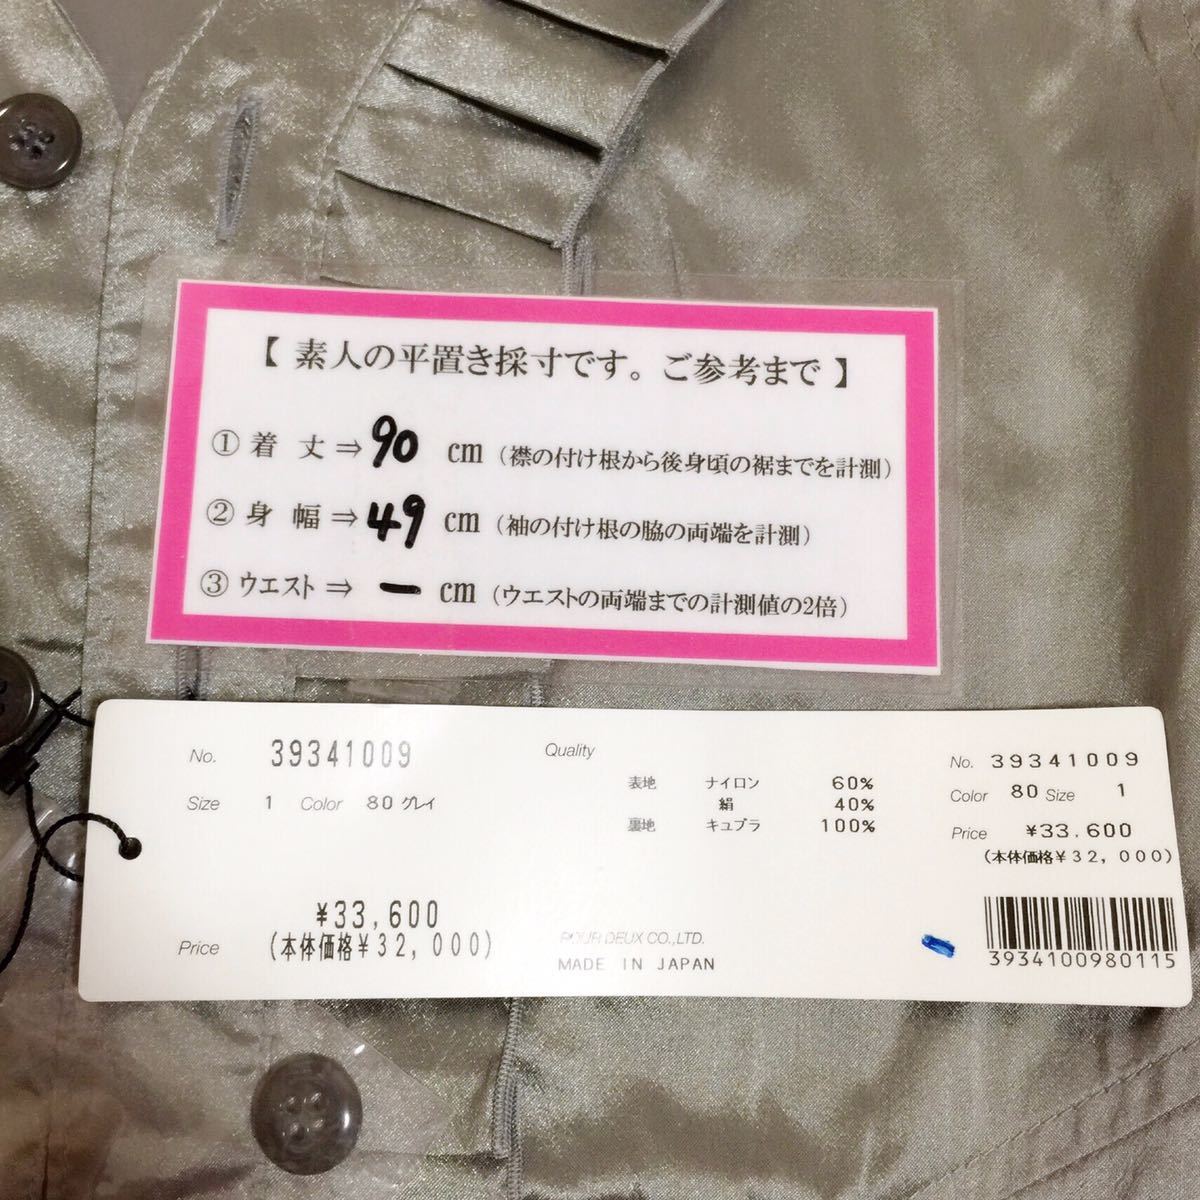 【 素人の平置き採寸です。ご参考まで 】
① 着 丈 ⇒ 90 cm (襟の付け根から後身頃の裾までを計測)
② 身 幅 ⇒ 49 cm (袖の付け根の脇の両端を計測)
③ ウエスト ⇒ ー cm (ウエストの両端までの計測値の2倍)
No. 39341009
Size 1 Color 80 グレイ
Quality
表地 ナイロン 60%
絹 40%
裏地 キュプラ 100%
¥33,600
Price (本体価格¥32,000)
POUR DEUX CO.,LTD.
MADE IN JAPAN
No. 39341009
Color 80 Size 1
Price ¥33,600
(本体価格¥32,000)
3934100980115